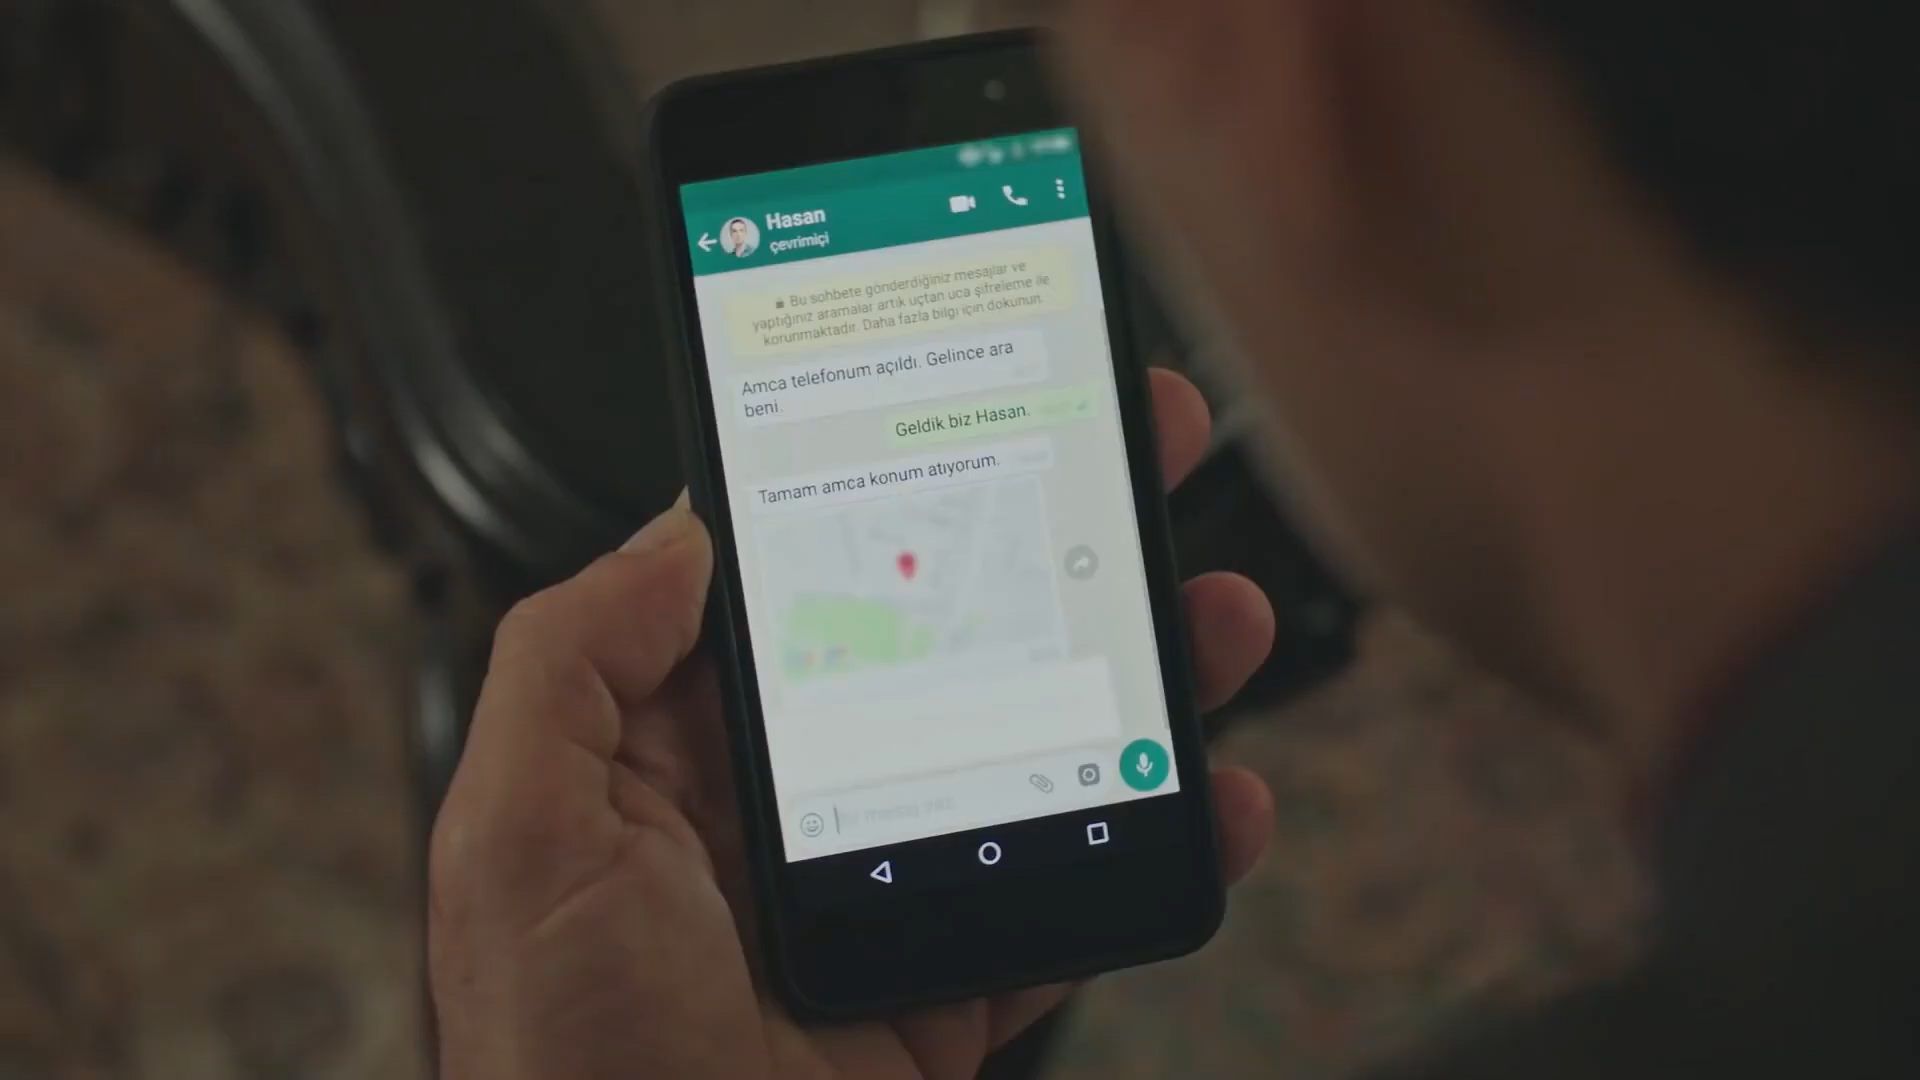 Hasan
çevrimiçi
Bu sohbete gönderdiğiniz mesajlar ve
yaptığınız aramalar artık uçtan uca şifreleme ile
korunmaktadır. Daha fazla bilgi için dokunun.
Amca telefonum açıldı. Gelince ara
beni.
Geldik biz Hasan.
Tamam amca konum atıyorum.